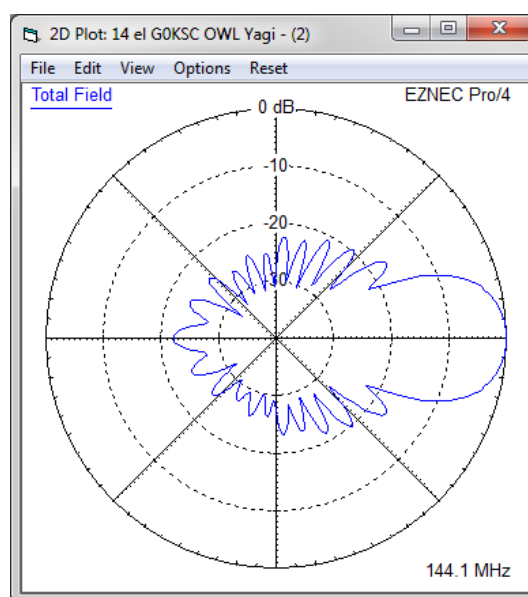 2D Plot: 14 el G0KSC OWL Yagi - (2)
File Edit View Options Reset
Total Field
EZNEC Pro/4
0 dB
-10
-20
-30
144.1 MHz